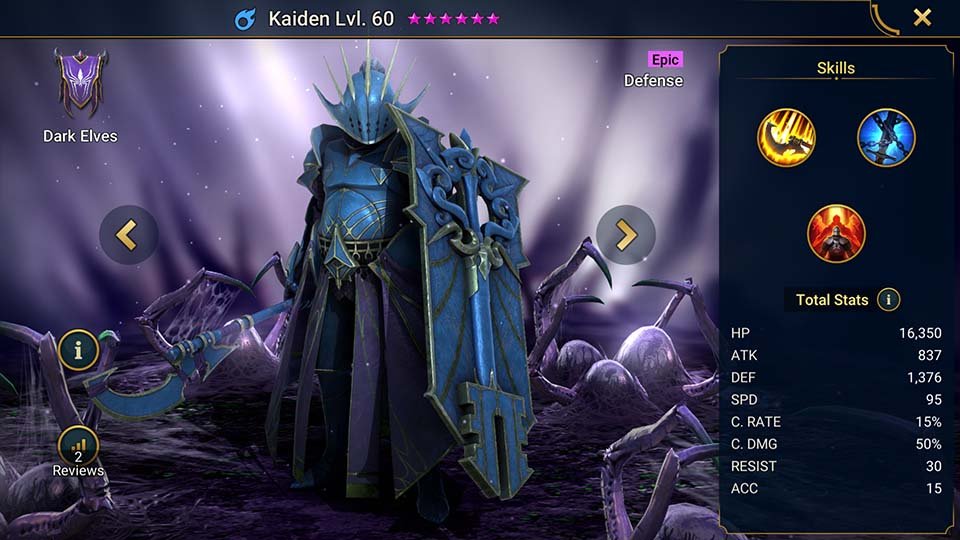 Kaiden Lvl. 60
Dark Elves
Epic
Defense
2
Reviews
Skills
Total Stats
HP 16,350
ATK 837
DEF 1,376
SPD 95
C. RATE 15%
C. DMG 50%
RESIST 30
ACC 15